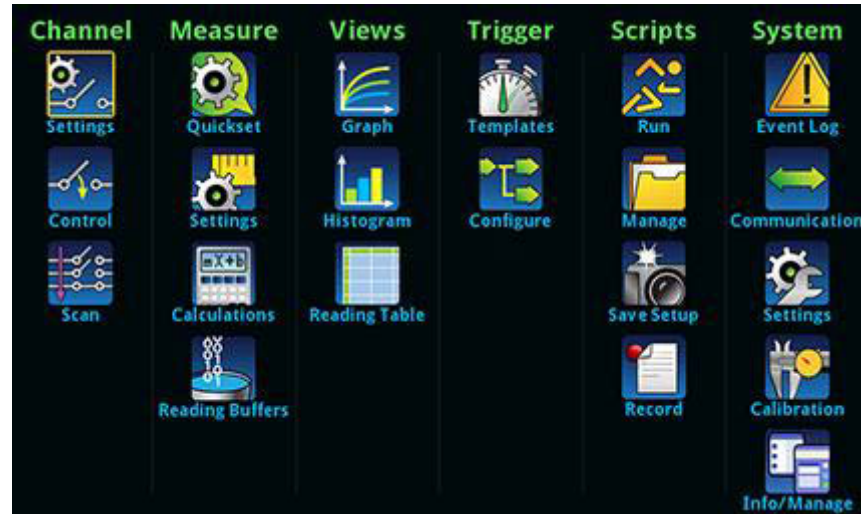 Channel Measure Views Trigger Scripts System
Settings Quickset Graph Templates Run Event Log
Control Settings Histogram Configure Manage Communication
mX+b
Scan Calculations Reading Table Save Setup Settings
Reading Buffers Record Calibration
Info/Manage